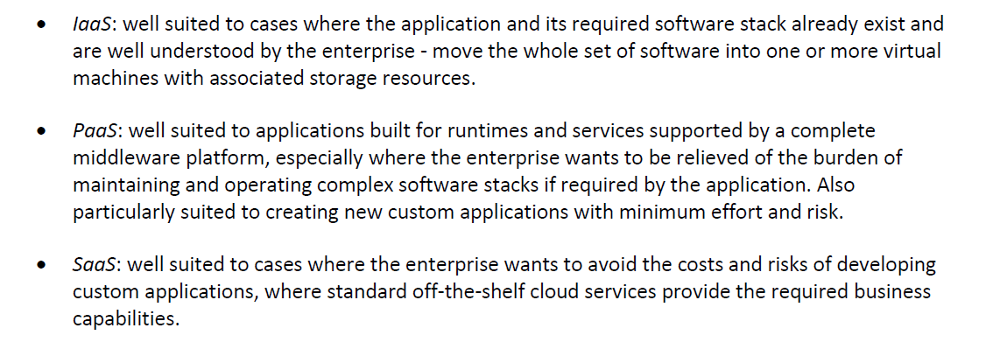 • IaaS: well suited to cases where the application and its required software stack already exist and
are well understood by the enterprise - move the whole set of software into one or more virtual
machines with associated storage resources.
• PaaS: well suited to applications built for runtimes and services supported by a complete
middleware platform, especially where the enterprise wants to be relieved of the burden of
maintaining and operating complex software stacks if required by the application. Also
particularly suited to creating new custom applications with minimum effort and risk.
• SaaS: well suited to cases where the enterprise wants to avoid the costs and risks of developing
custom applications, where standard off-the-shelf cloud services provide the required business
capabilities.